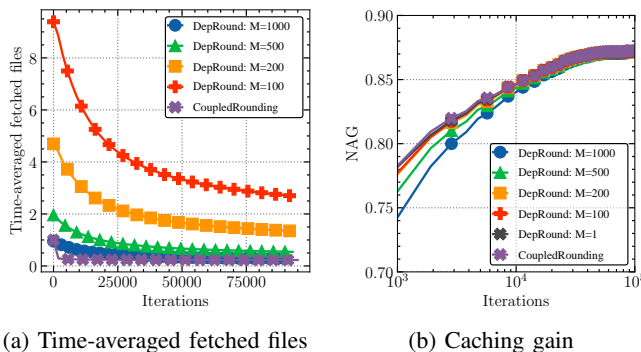 DepRound: M=1000
DepRound: M=500
DepRound: M=200
DepRound: M=100
CoupledRounding
8
6
4
2
0
0
25000
50000
75000
Iterations
Time-averaged fetched files
(a) Time-averaged fetched files
0.90
0.85
0.80
0.75
0.70
NAG
DepRound: M=1000
DepRound: M=500
DepRound: M=200
DepRound: M=100
DepRound: M=1
CoupledRounding
10³
10⁴
Iterations
(b) Caching gain